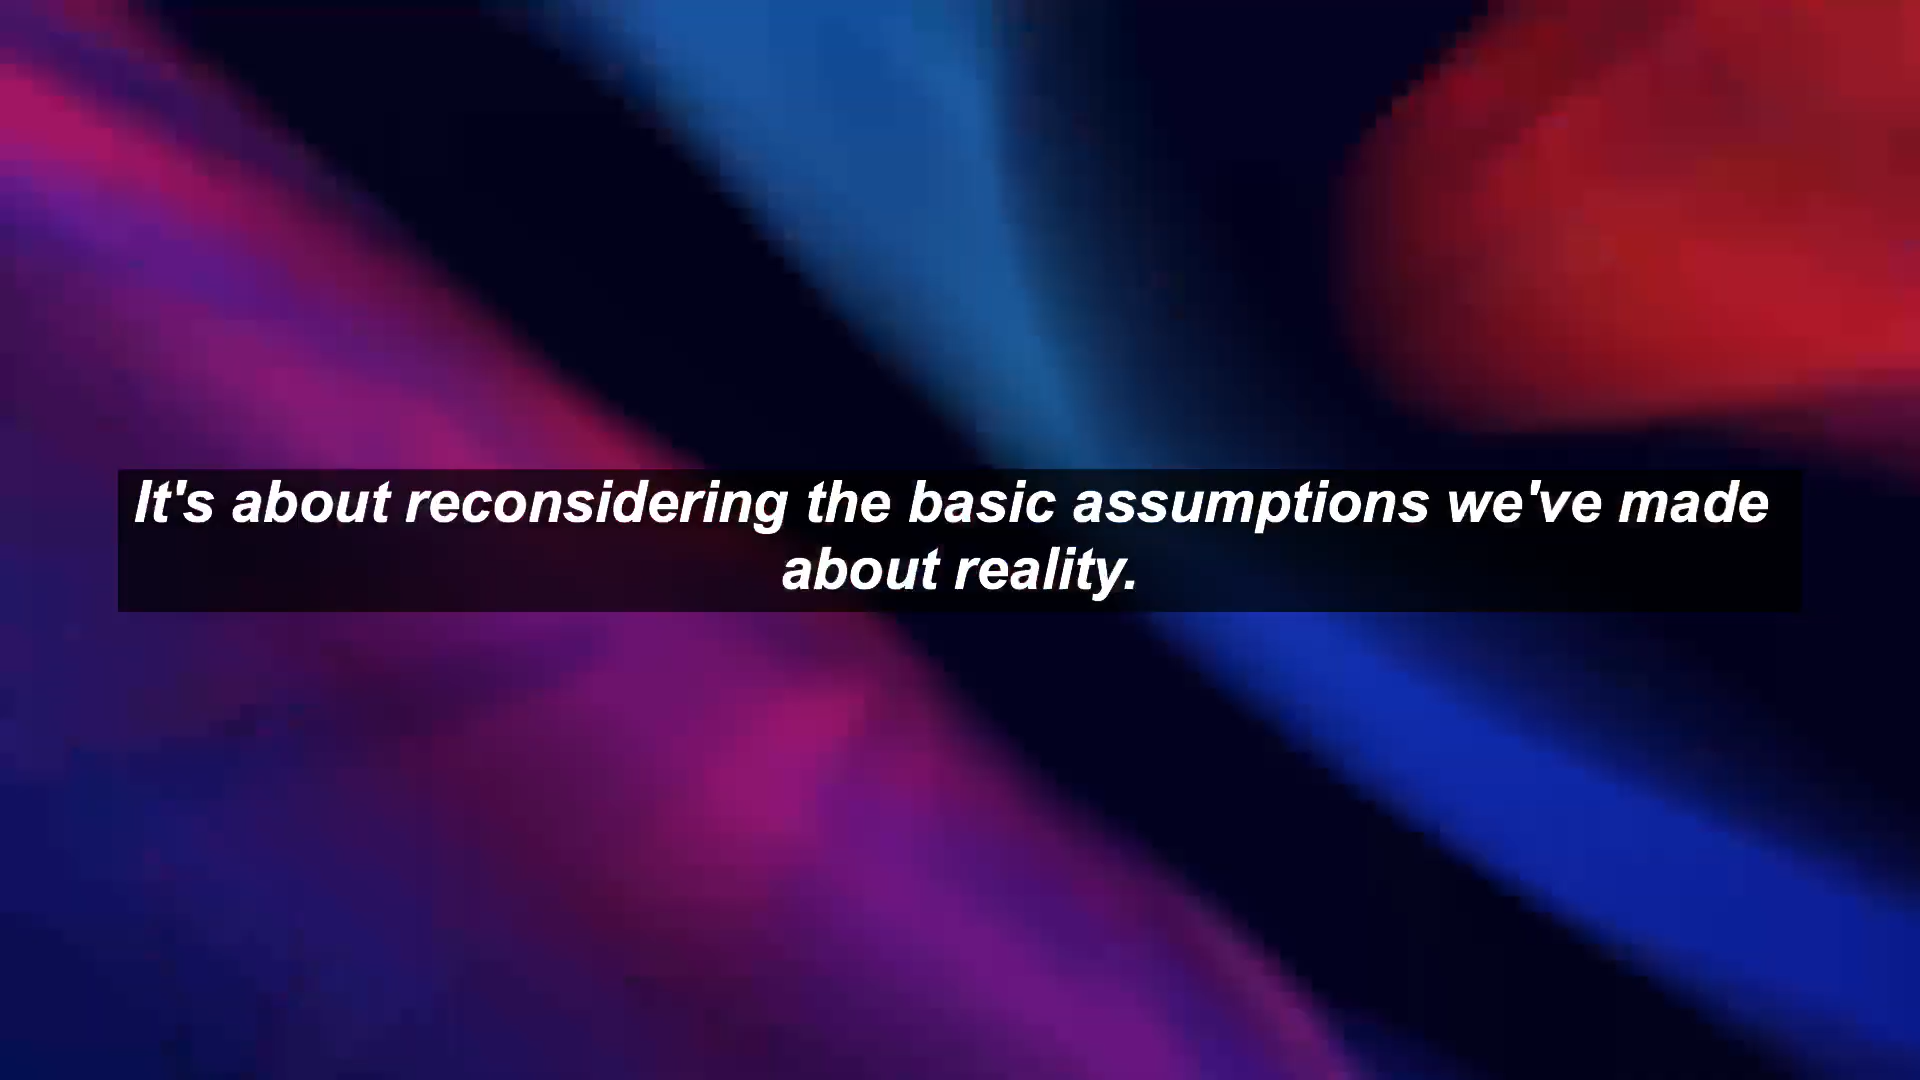 It's about reconsidering the basic assumptions we've made
about reality.